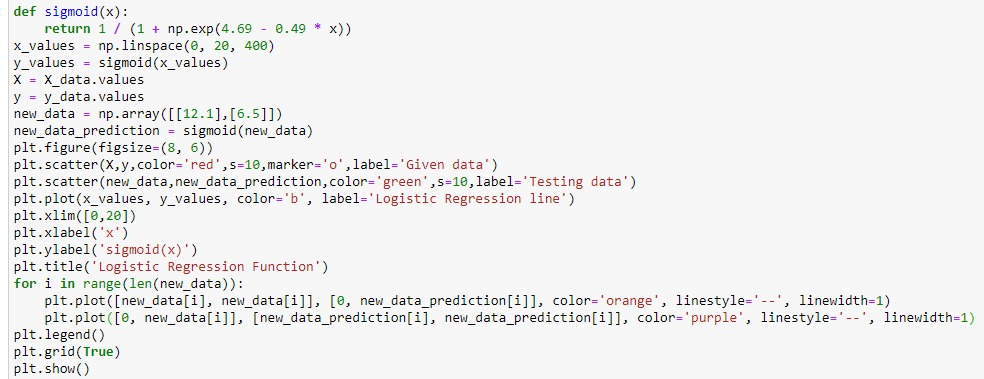 def sigmoid(x):
    return 1 / (1 + np.exp(4.69 - 0.49 * x))
x_values = np.linspace(0, 20, 400)
y_values = sigmoid(x_values)
X = X_data.values
y = y_data.values
new_data = np.array([[12.1],[6.5]])
new_data_prediction = sigmoid(new_data)
plt.figure(figsize=(8, 6))
plt.scatter(X,y,color='red',s=10,marker='o',label='Given data')
plt.scatter(new_data,new_data_prediction,color='green',s=10,label='Testing data')
plt.plot(x_values, y_values, color='b', label='Logistic Regression line')
plt.xlim([0,20])
plt.xlabel('x')
plt.ylabel('sigmoid(x)')
plt.title('Logistic Regression Function')
for i in range(len(new_data)):
    plt.plot([new_data[i], new_data[i]], [0, new_data_prediction[i]], color='orange', linestyle='--', linewidth=1)
    plt.plot([0, new_data[i]], [new_data_prediction[i], new_data_prediction[i]], color='purple', linestyle='--', linewidth=1)
plt.legend()
plt.grid(True)
plt.show()